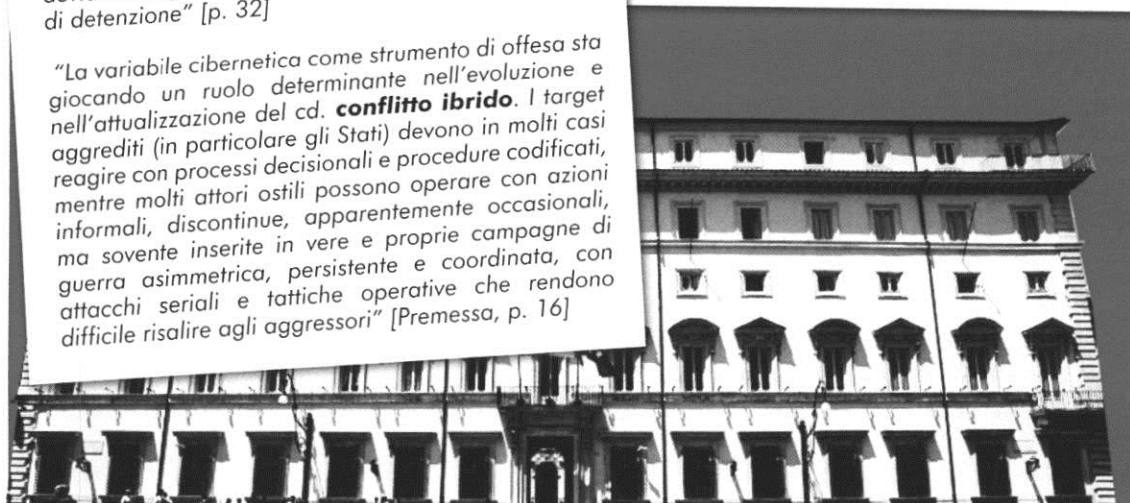 di detenzione” [p. 32]
“La variabile cibernetica come strumento di offesa sta
giocando un ruolo determinante nell’evoluzione e
nell’attualizzazione del cd. conflitto ibrido. I target
aggrediti (in particolare gli Stati) devono in molti casi
reagire con processi decisionali e procedure codificati,
mentre molti attori ostili possono operare con azioni
informali, discontinue, apparentemente occasionali,
ma sovente inserite in vere e proprie campagne di
guerra asimmetrica, persistente e coordinata, con
attacchi seriali e tattiche operative che rendono
difficile risalire agli aggressori” [Premessa, p. 16]